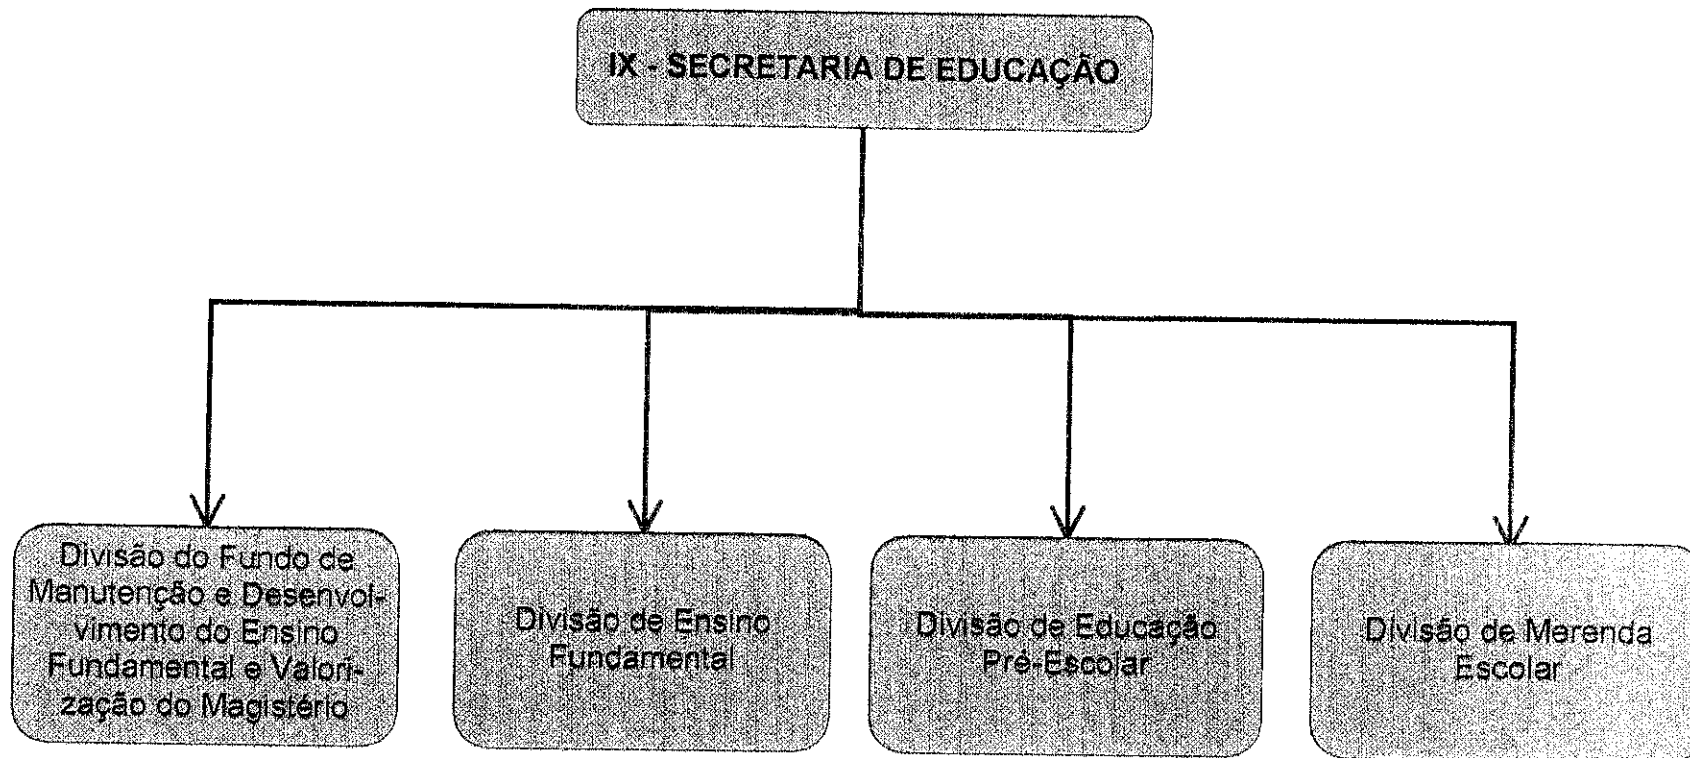 IX - SECRETARIA DE EDUCAÇÃO
Divisão do Fundo de
Manutenção e Desenvol-
vimento do Ensino
Fundamental e Valori-
zação do Magistério
Divisão de Ensino
Fundamental
Divisão de Educação
Pré-Escolar
Divisão de Merenda
Escolar